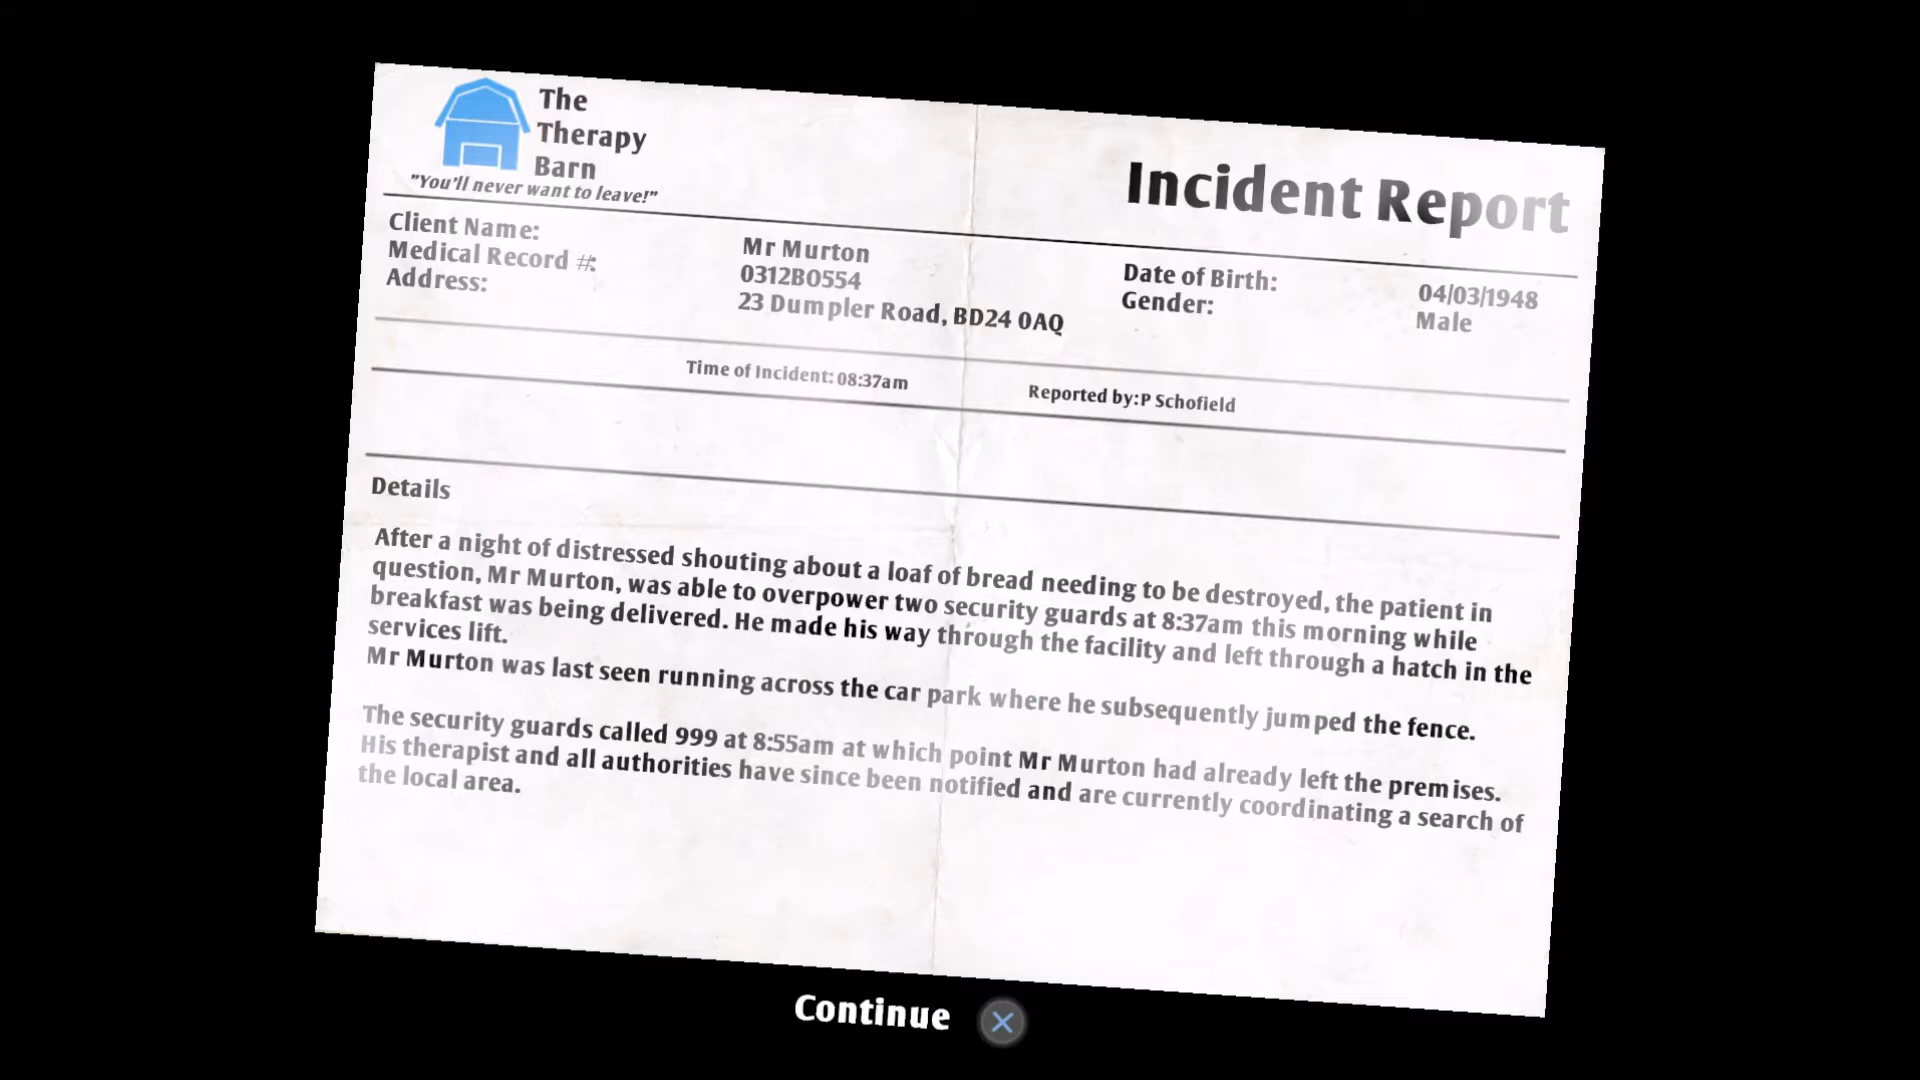 The
Therapy
Barn
"You'll never want to leave!"
Incident Report
Client Name: Mr Murton
Medical Record #: 0312B0554
Address: 23 Dumpler Road, BD24 0AQ
Date of Birth: 04/03/1948
Gender: Male
Time of Incident: 08:37am Reported by:P Schofield
Details
After a night of distressed shouting about a loaf of bread needing to be destroyed, the patient in
question, Mr Murton, was able to overpower two security guards at 8:37am this morning while
breakfast was being delivered. He made his way through the facility and left through a hatch in the
services lift.
Mr Murton was last seen running across the car park where he subsequently jumped the fence.
The security guards called 999 at 8:55am at which point Mr Murton had already left the premises.
His therapist and all authorities have since been notified and are currently coordinating a search of
the local area.
Continue